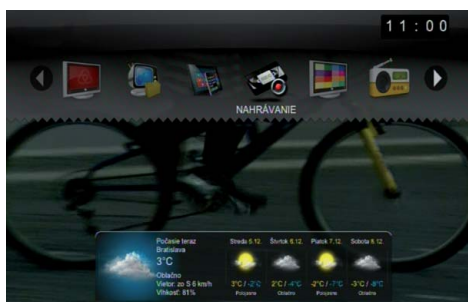 11:00
NAHRÁVANIE
Počasie teraz
Bratislava
3°C
Oblačno
Vietor: zo S 6 km/h
Vlhkosť: 81%
Streda 5.12.
3°C / -2°C
Polojasno
Štvrtok 6.12.
2°C / -4°C
Oblačno
Piatok 7.12.
-2°C / -7°C
Polojasno
Sobota 8.12.
-3°C / -8°C
Oblačno